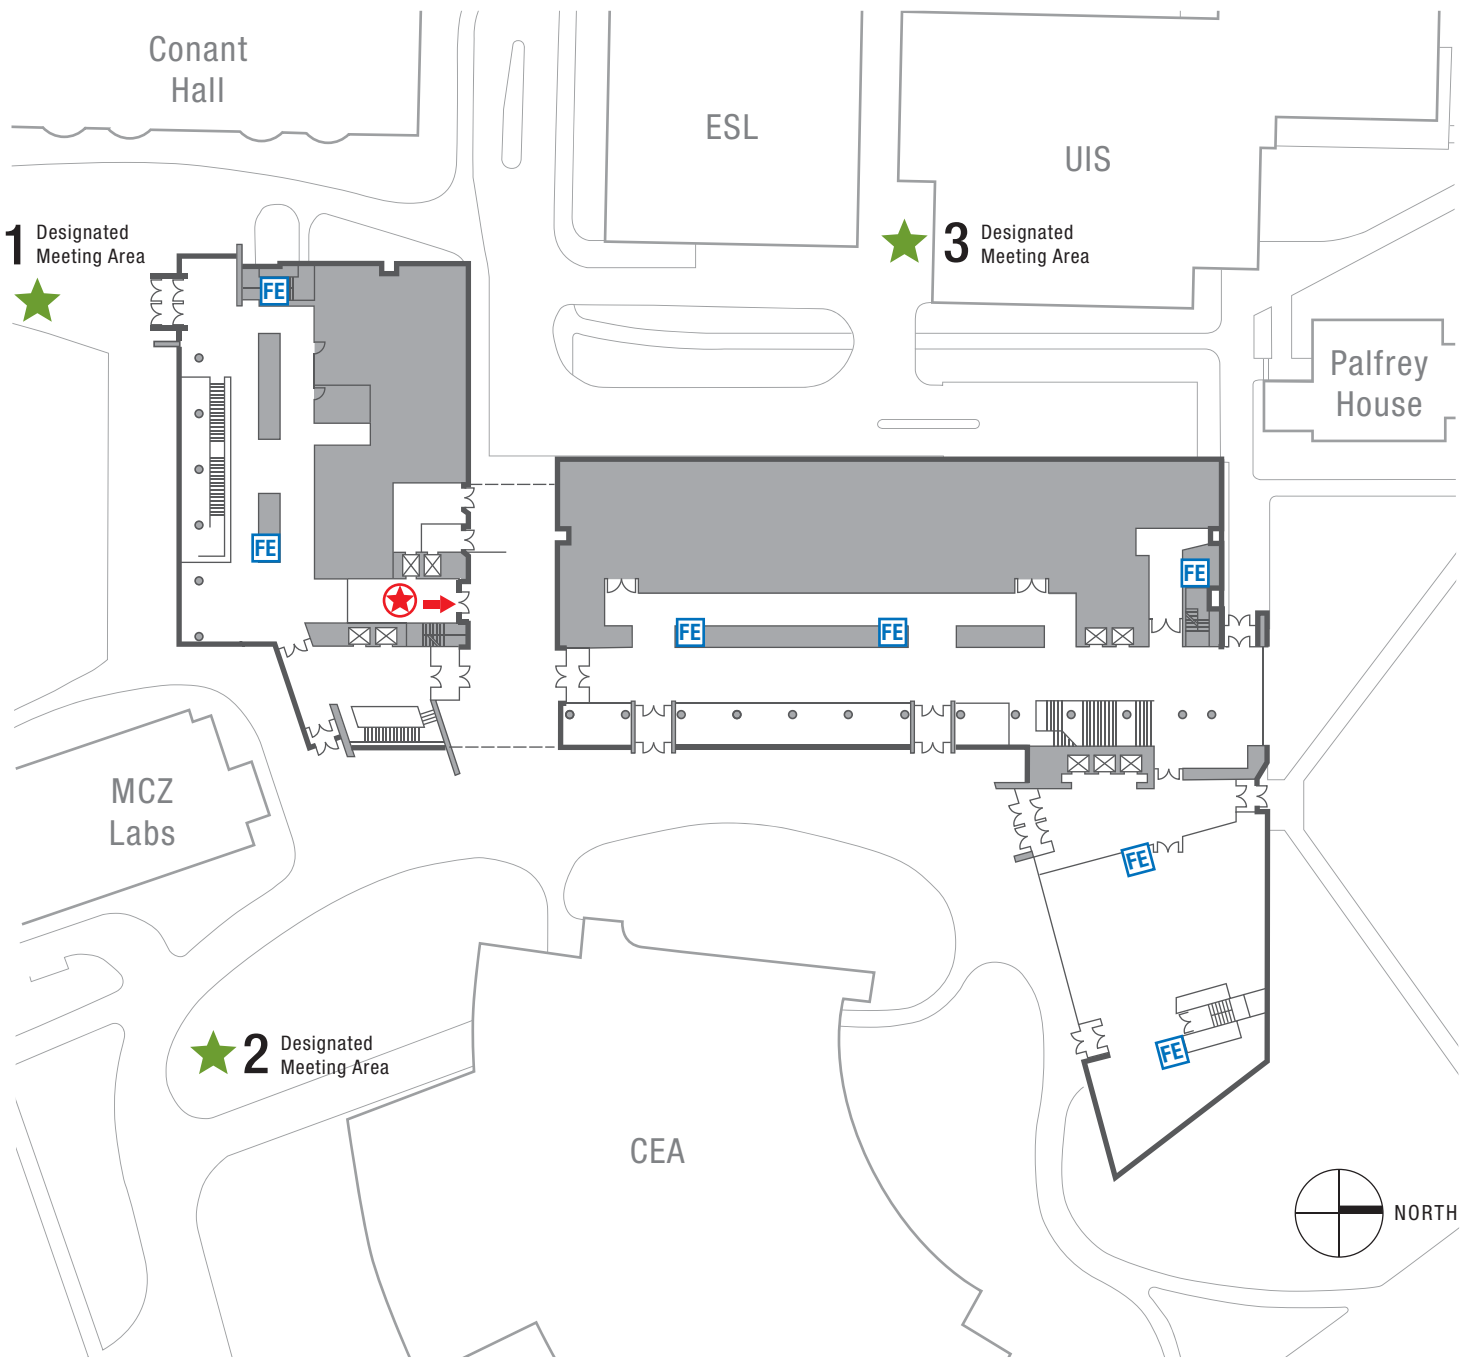 Conant
Hall
ESL
UIS
1 Designated
Meeting Area
3 Designated
Meeting Area
FE
Palfrey
House
FE
FE
FE
FE
MCZ
Labs
FE
2 Designated
Meeting Area
FE
CEA
NORTH